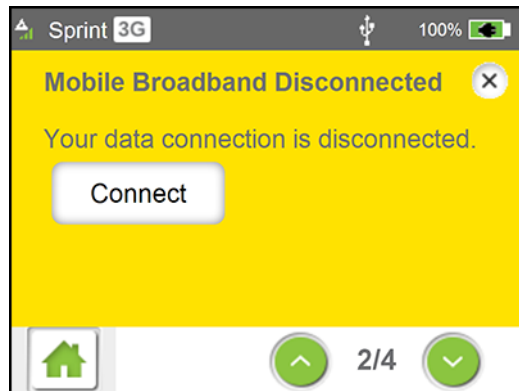 Sprint 3G 100%
Mobile Broadband Disconnected
Your data connection is disconnected.
Connect
2/4